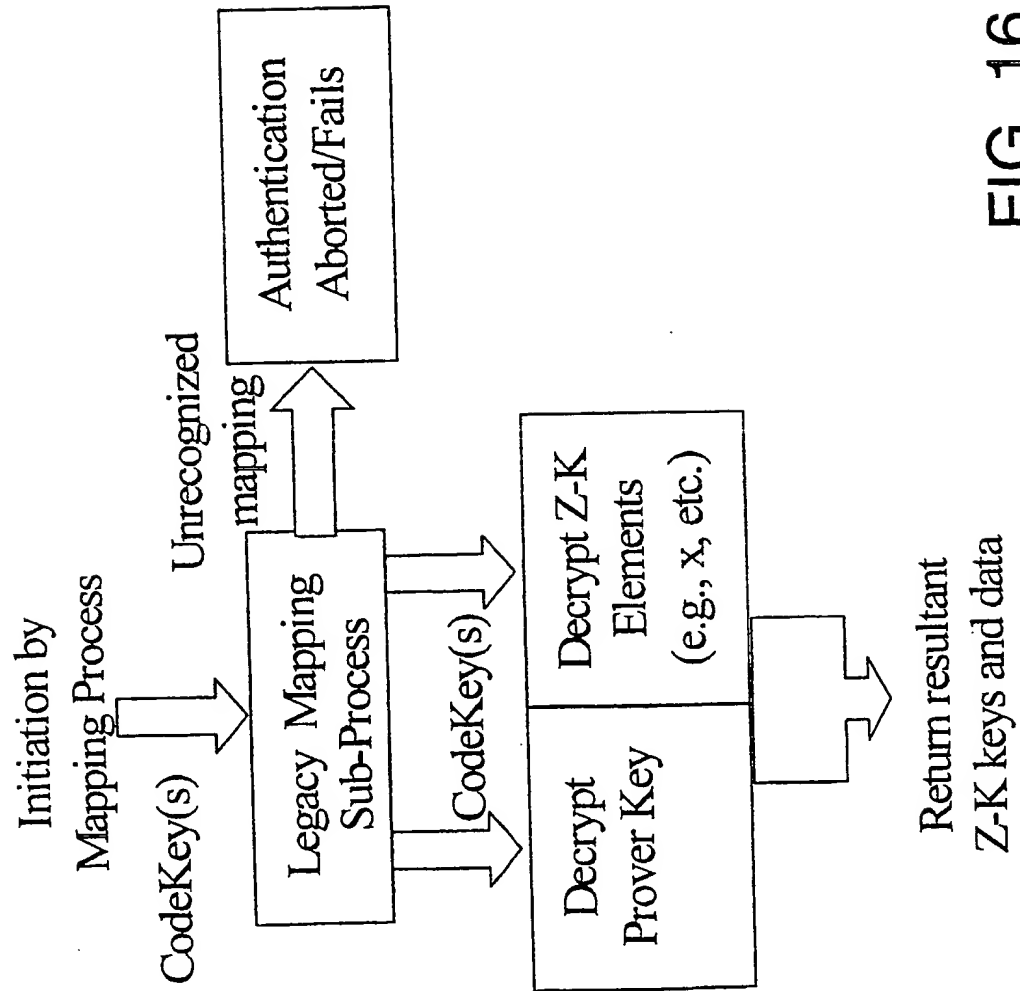 Initiation by
Mapping Process
CodeKey(s)
Unrecognized
mapping
Legacy Mapping
Sub-Process
Authentication
Aborted/Fails
CodeKey(s)
Decrypt
Prover Key
Decrypt Z-K
Elements
(e.g., x, etc.)
Return resultant
Z-K keys and data
FIG 16